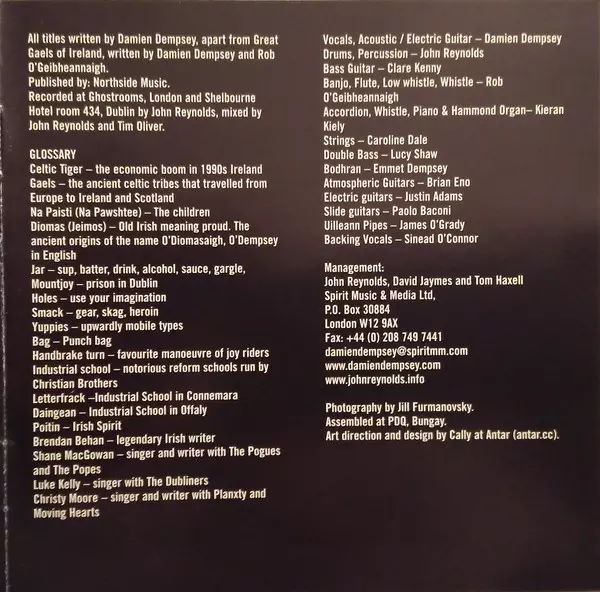 All titles written by Damien Dempsey, apart from Great
Gaels of Ireland, written by Damien Dempsey and Rob
O'Geibheannaigh.
Published by: Northside Music.
Recorded at Ghostrooms, London and Shelbourne
Hotel room 434, Dublin by John Reynolds, mixed by
John Reynolds and Tim Oliver.
GLOSSARY
Celtic Tiger – the economic boom in 1990s Ireland
Gaels – the ancient celtic tribes that travelled from
Europe to Ireland and Scotland
Na Paisti (Na Pawshtee) – The children
Diomas (Jeimos) – Old Irish meaning proud. The
ancient origins of the name O'Diomasaigh, O'Dempsey
in English
Jar – sup, batter, drink, alcohol, sauce, gargle,
Mountjoy – prison in Dublin
Holes – use your imagination
Smack – gear, skag, heroin
Yuppies – upwardly mobile types
Bag – Punch bag
Handbrake turn – favourite manoeuvre of joy riders
Industrial school – notorious reform schools run by
Christian Brothers
Letterfrack –Industrial School in Connemara
Daingean – Industrial School in Offaly
Poitin – Irish Spirit
Brendan Behan – legendary Irish writer
Shane MacGowan – singer and writer with The Pogues
and The Popes
Luke Kelly – singer with The Dubliners
Christy Moore – singer and writer with Planxty and
Moving Hearts
Vocals, Acoustic / Electric Guitar – Damien Dempsey
Drums, Percussion – John Reynolds
Bass Guitar – Clare Kenny
Banjo, Flute, Low whistle, Whistle – Rob
O'Geibheannaigh
Accordion, Whistle, Piano & Hammond Organ– Kieran
Kiely
Strings – Caroline Dale
Double Bass – Lucy Shaw
Bodhran – Emmet Dempsey
Atmospheric Guitars – Brian Eno
Electric guitars – Justin Adams
Slide guitars – Paolo Baconi
Uilleann Pipes – James O'Grady
Backing Vocals – Sinead O'Connor
Management:
John Reynolds, David Jaymes and Tom Haxell
Spirit Music & Media Ltd,
P.O. Box 30884
London W12 9AX
Fax: +44 (0) 208 749 7441
damiendempsey@spiritmm.com
www.damiendempsey.com
www.johnreynolds.info
Photography by Jill Furmanovsky.
Assembled at PDQ, Bungay.
Art direction and design by Cally at Antar (antar.cc).